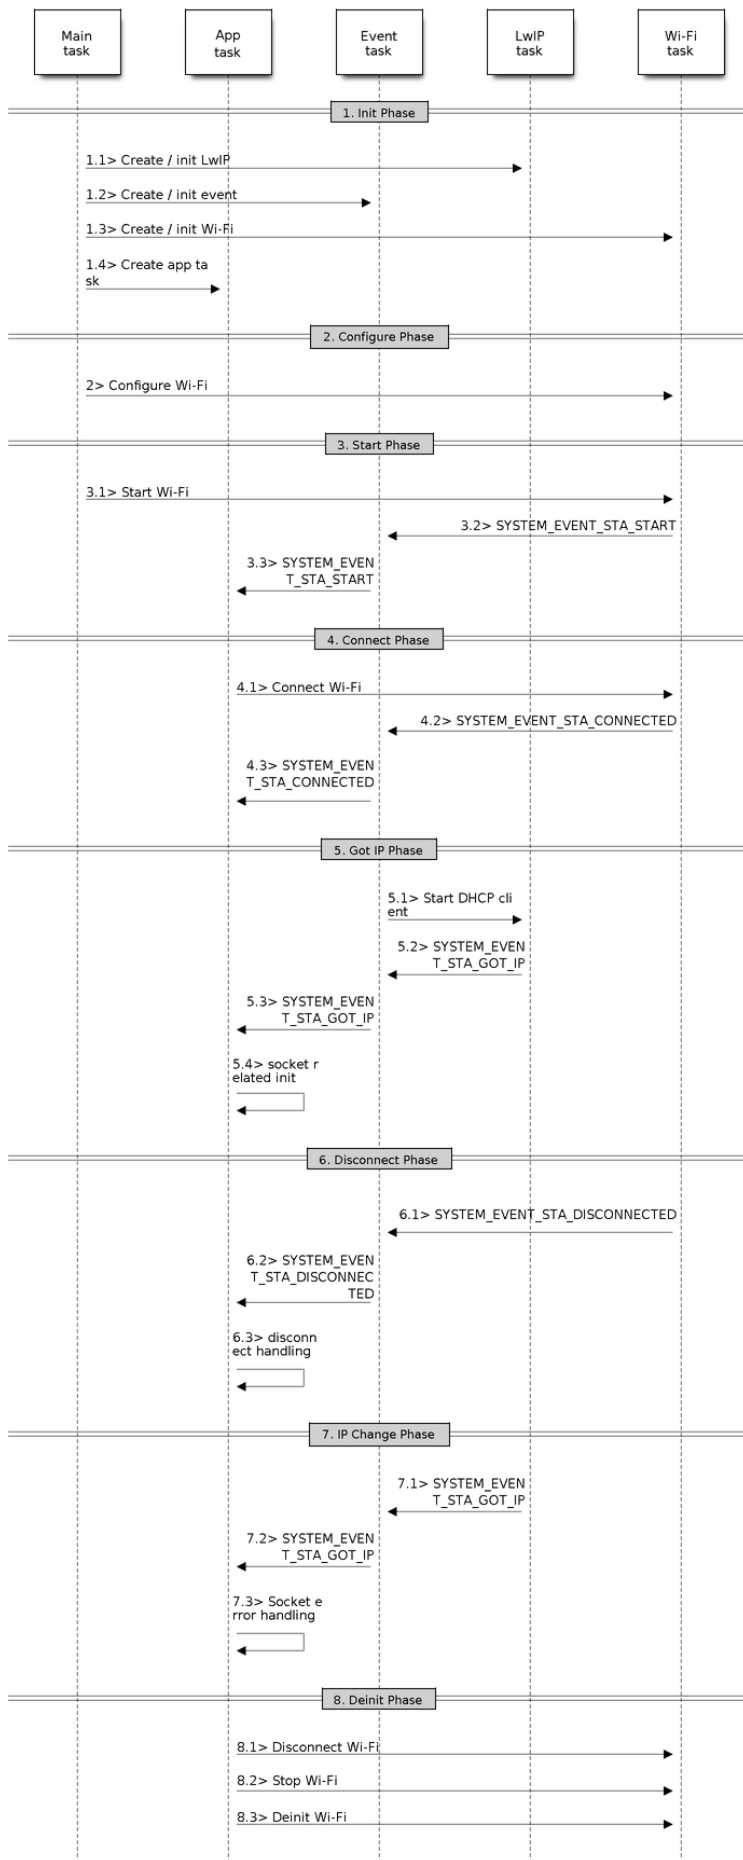 Main
task
App
task
Event
task
LwIP
task
Wi-Fi
task
1. Init Phase
1.1> Create / init LwIP
1.2> Create / init event
1.3> Create / init Wi-Fi
1.4> Create app ta
sk
2. Configure Phase
2> Configure Wi-Fi
3. Start Phase
3.1> Start Wi-Fi
3.2> SYSTEM_EVENT_STA_START
3.3> SYSTEM_EVEN
T_STA_START
4. Connect Phase
4.1> Connect Wi-Fi
4.2> SYSTEM_EVENT_STA_CONNECTED
4.3> SYSTEM_EVEN
T_STA_CONNECTED
5. Got IP Phase
5.1> Start DHCP cli
ent
5.2> SYSTEM_EVEN
T_STA_GOT_IP
5.3> SYSTEM_EVEN
T_STA_GOT_IP
5.4> socket r
elated init
6. Disconnect Phase
6.1> SYSTEM_EVENT_STA_DISCONNECTED
6.2> SYSTEM_EVEN
T_STA_DISCONNEC
TED
6.3> disconn
ect handling
7. IP Change Phase
7.1> SYSTEM_EVEN
T_STA_GOT_IP
7.2> SYSTEM_EVEN
T_STA_GOT_IP
7.3> Socket e
rror handling
8. Deinit Phase
8.1> Disconnect Wi-Fi
8.2> Stop Wi-Fi
8.3> Deinit Wi-Fi